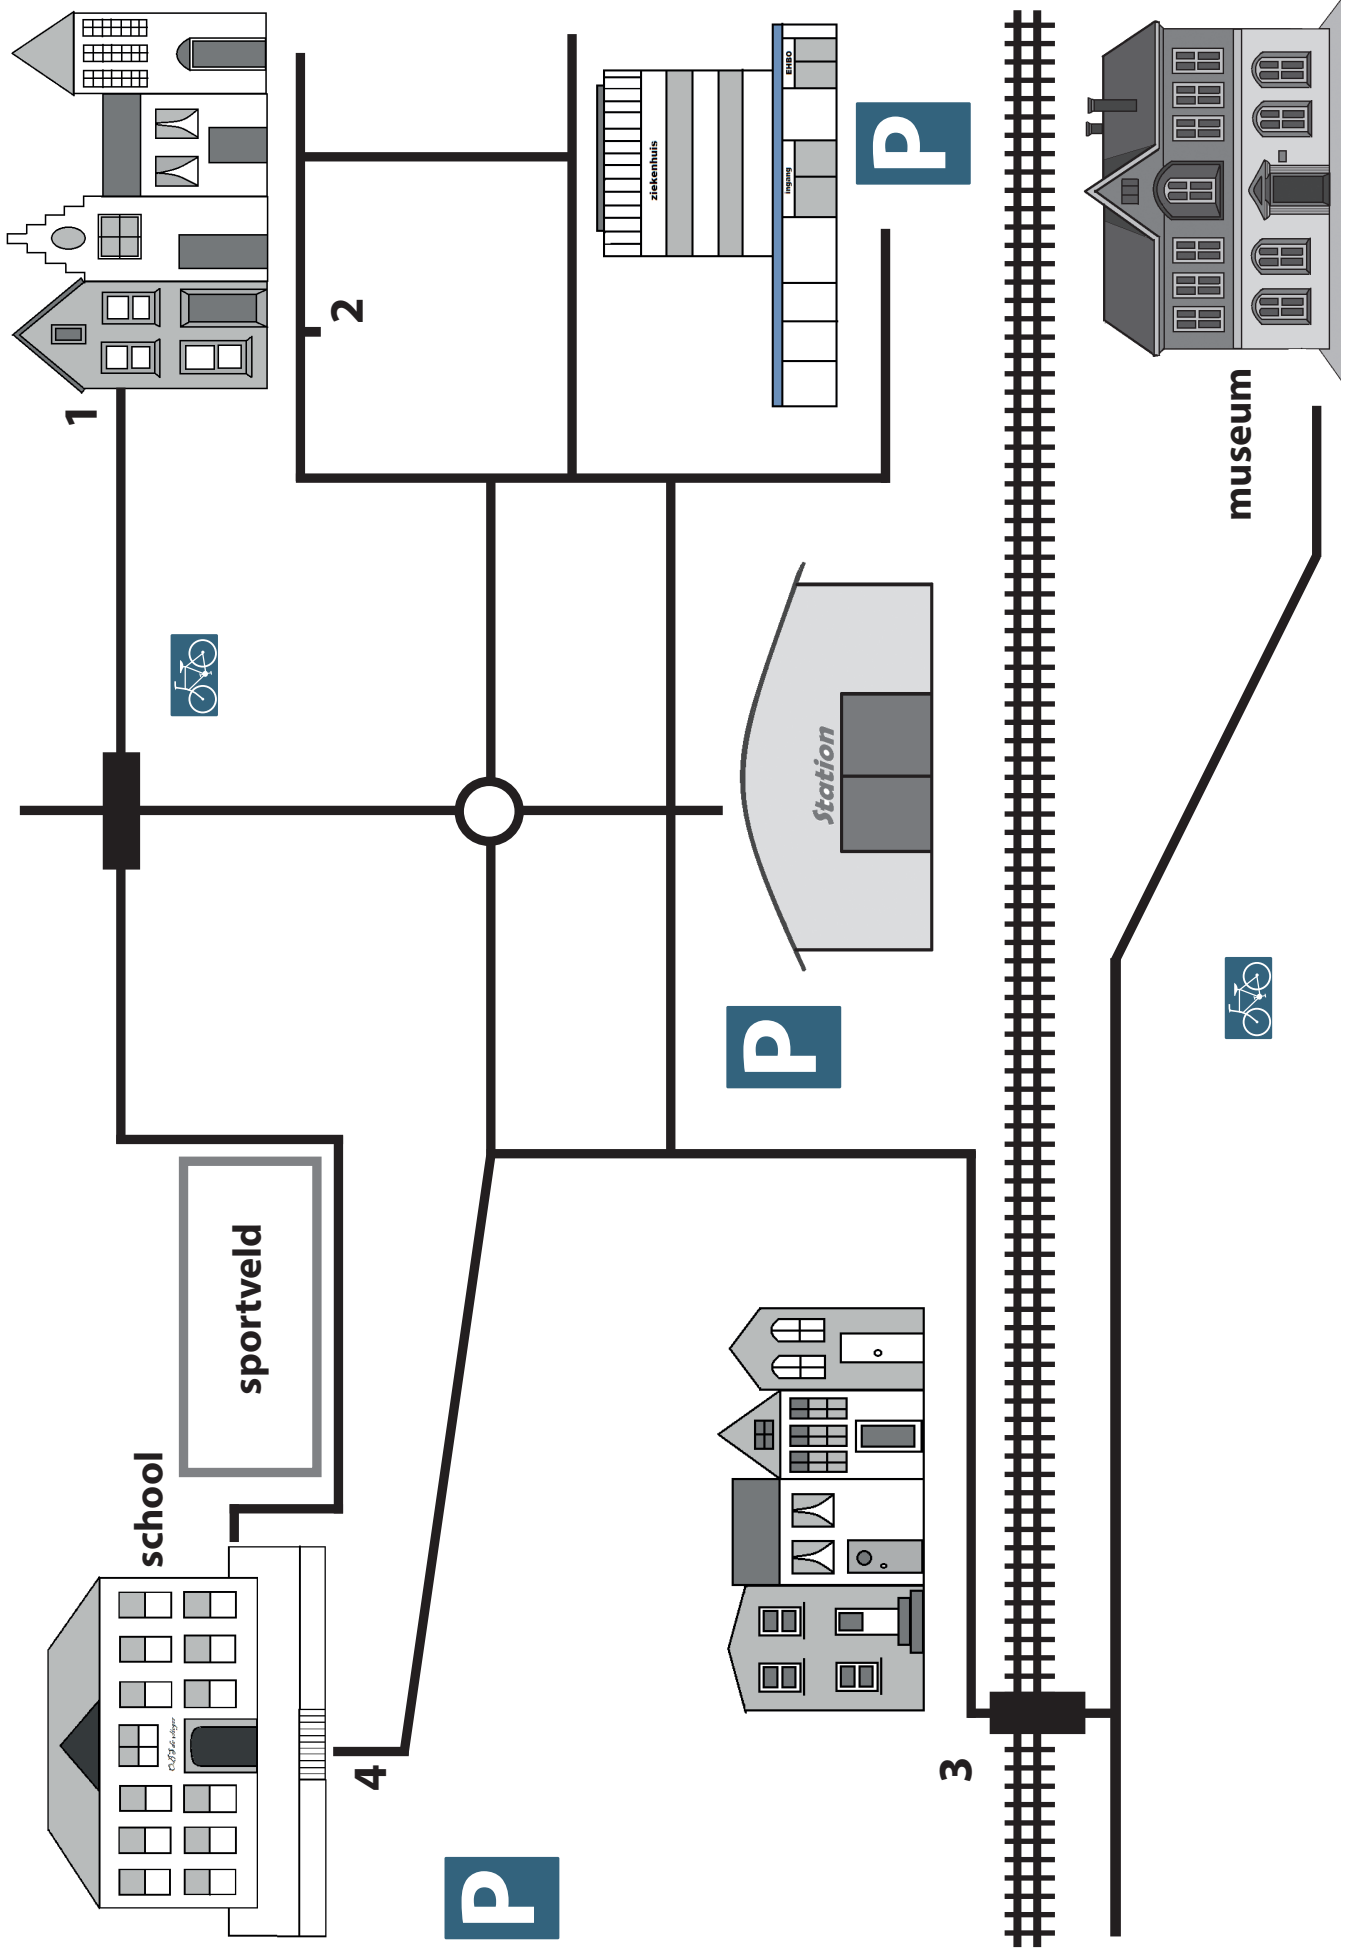 school
sportveld
1
2
4
P
P
Station
ziekenhuis
ingang
EHBO
P
3
museum